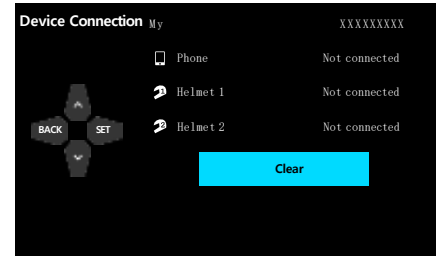 Device Connection My XXXXXXXXX
Phone Not connected
Helmet 1 Not connected
BACK SET Helmet 2 Not connected
Clear